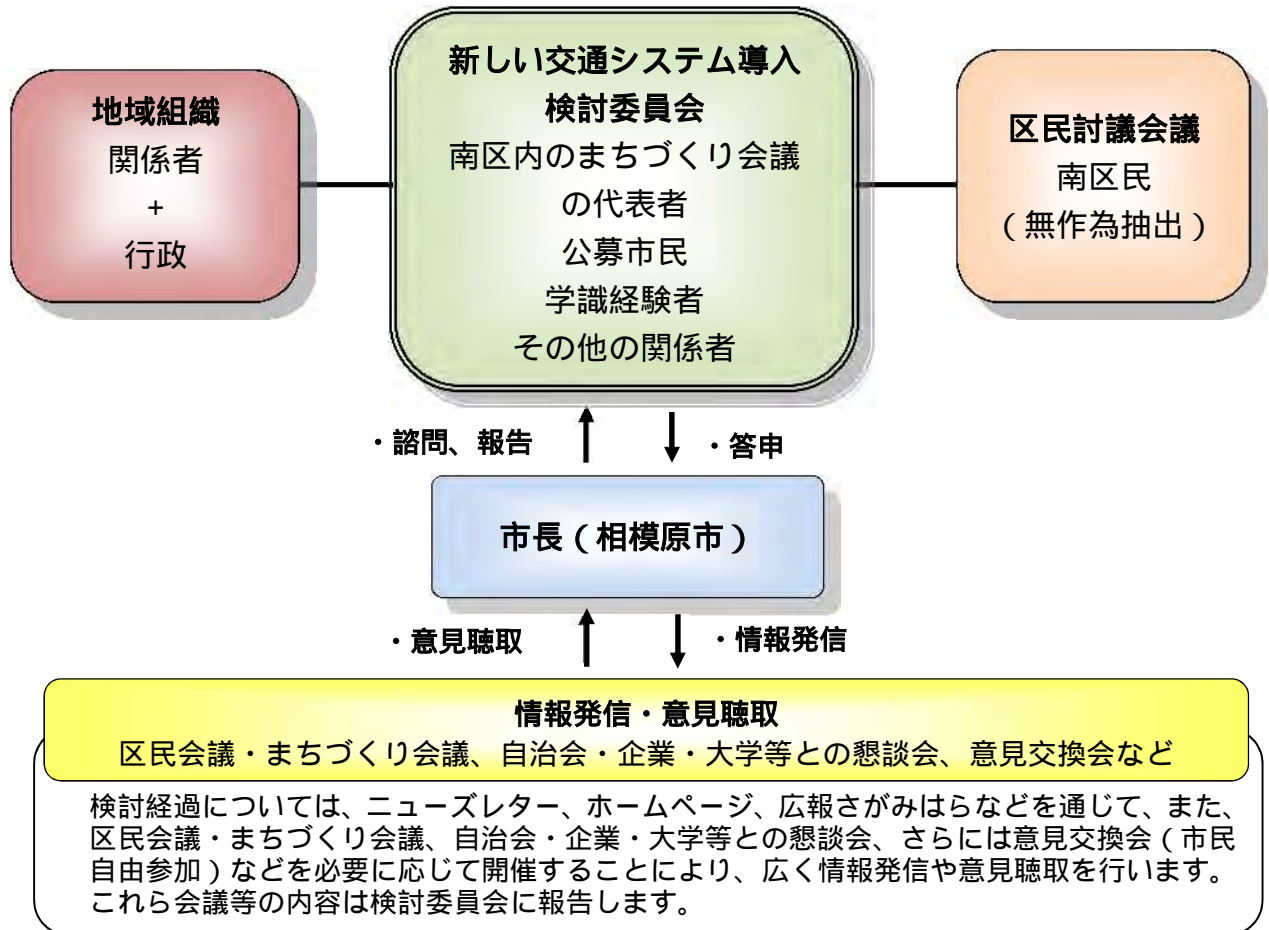 地域組織
関係者
+
行政
新しい交通システム導入
検討委員会
南区内のまちづくり会議
の代表者
公募市民
学識経験者
その他の関係者
区民討議会議
南区民
（無作為抽出）
・諮問、報告
・答申
市長（相模原市）
・意見聴取
・情報発信
情報発信・意見聴取
区民会議・まちづくり会議、自治会・企業・大学等との懇談会、意見交換会など
検討経過については、ニューズレター、ホームページ、広報さがみはらなどを通じて、また、
区民会議・まちづくり会議、自治会・企業・大学等との懇談会、さらには意見交換会（市民
自由参加）などを必要に応じて開催することにより、広く情報発信や意見聴取を行います。
これら会議等の内容は検討委員会に報告します。